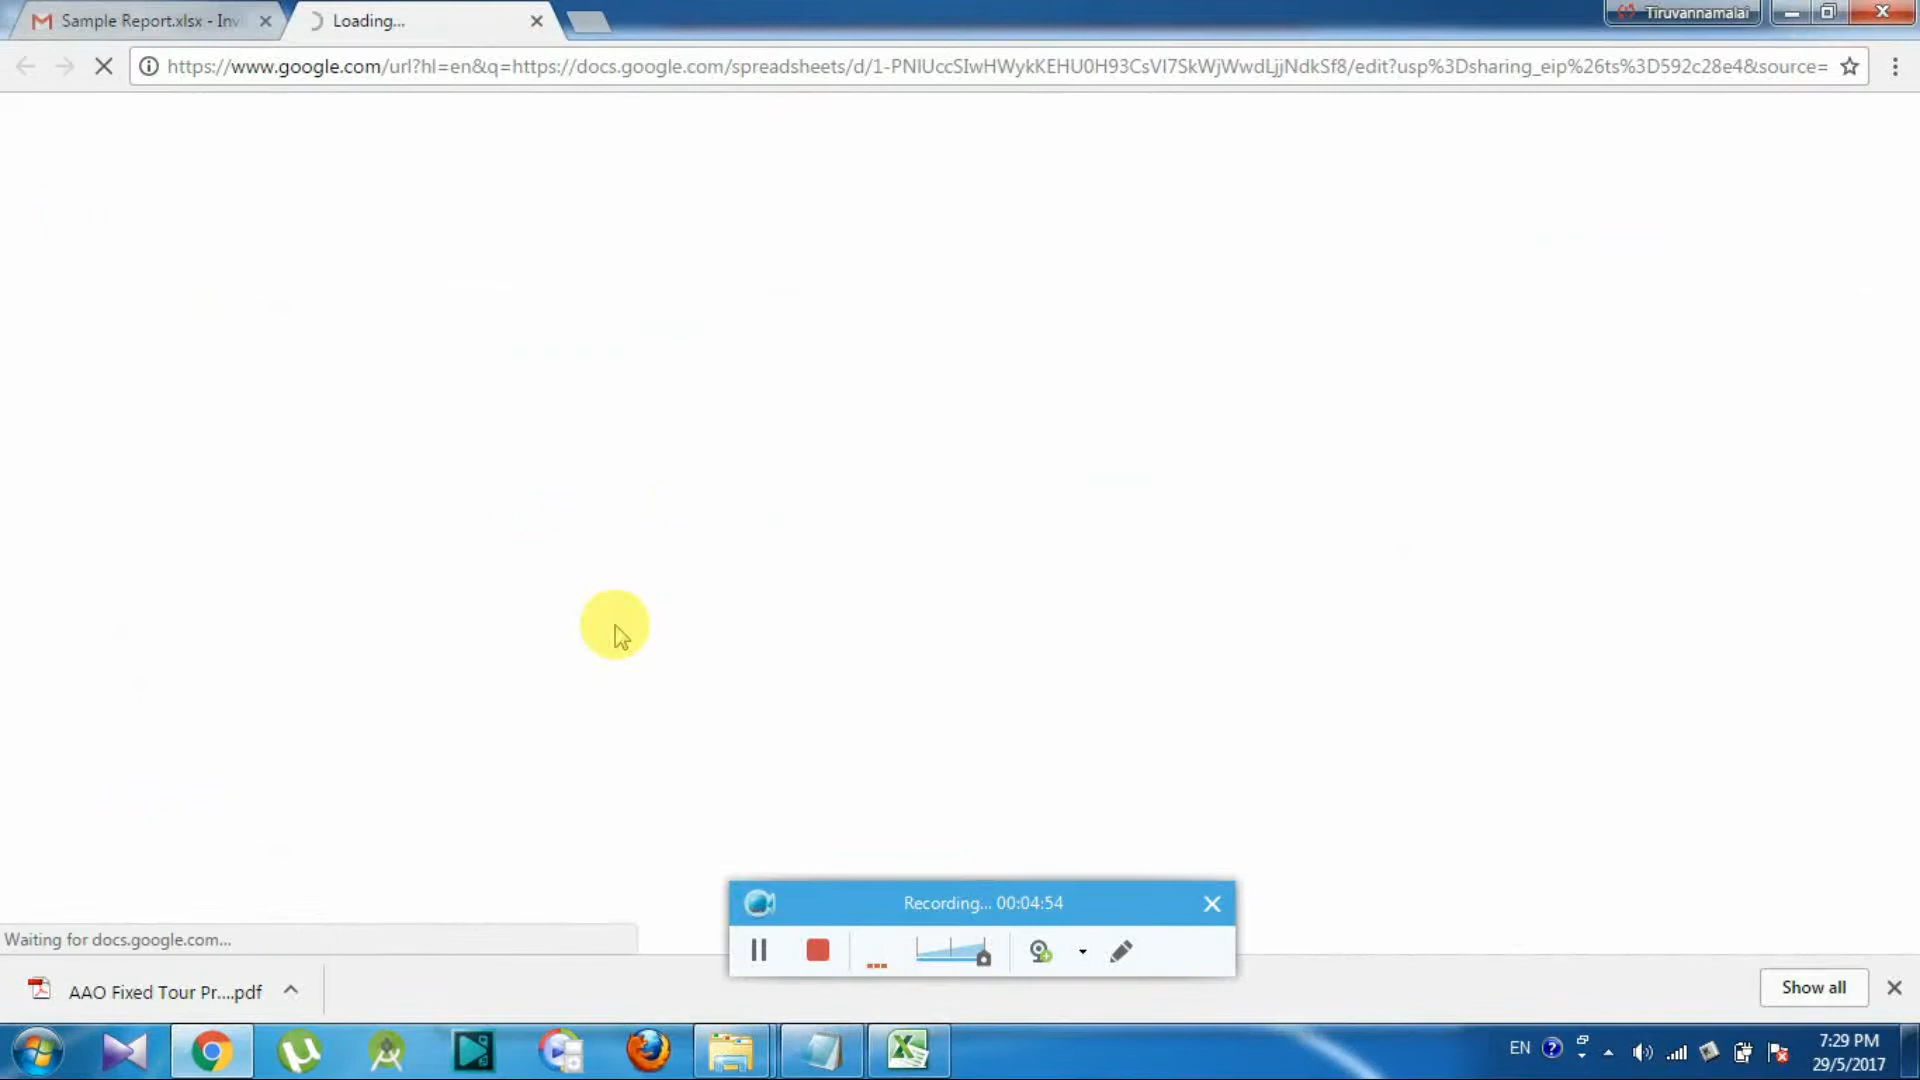 Sample Report.xlsx - Inv
Loading...
Tiruvannamalai
https://www.google.com/url?hl=en&q=https://docs.google.com/spreadsheets/d/1-PNIUccSIwHWykKEHU0H93CsVI7SkWjWwdLjjNdkSf8/edit?usp%3Dsharing_eip%26ts%3D592c28e4&source=
Recording... 00:04:54
Waiting for docs.google.com...
AAO Fixed Tour Pr....pdf
Show all
EN
7:29 PM
29/5/2017